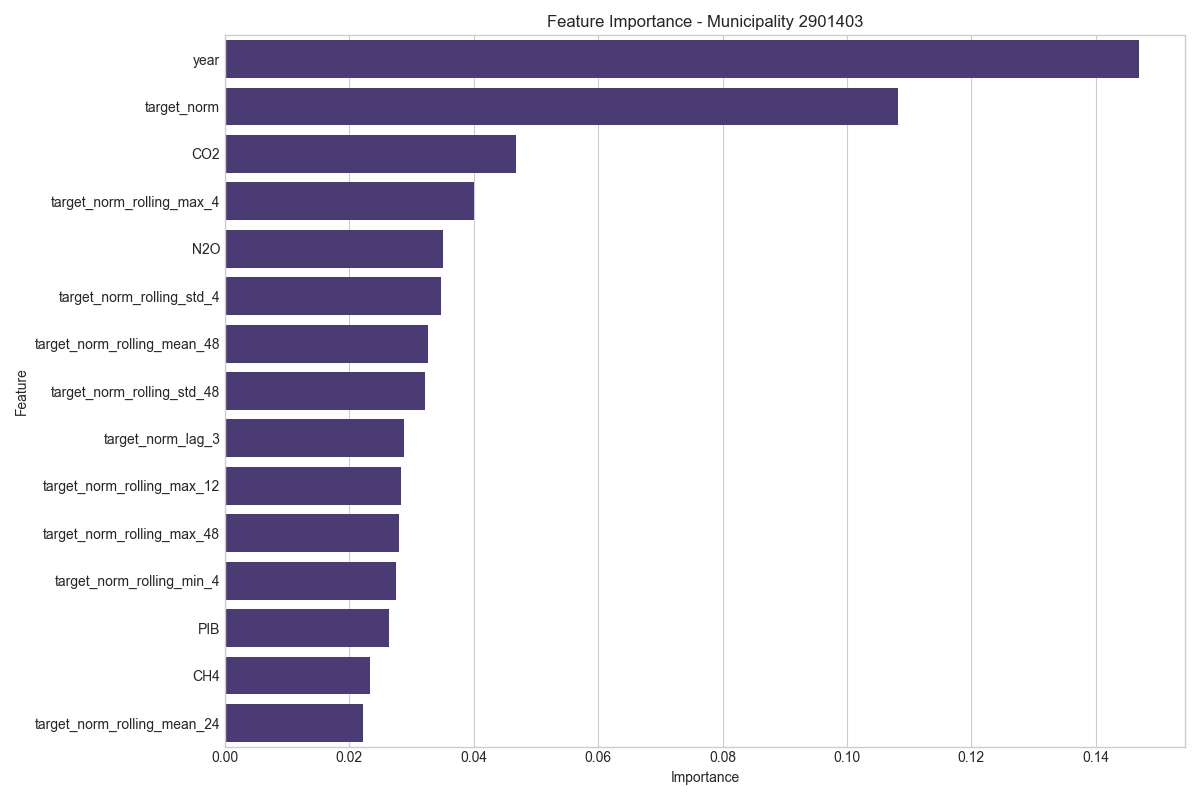 Feature Importance - Municipality 2901403
year
target_norm
CO2
target_norm_rolling_max_4
N2O
target_norm_rolling_std_4
target_norm_rolling_mean_48
target_norm_rolling_std_48
target_norm_lag_3
target_norm_rolling_max_12
target_norm_rolling_max_48
target_norm_rolling_min_4
PIB
CH4
target_norm_rolling_mean_24
Feature
0.00 0.02 0.04 0.06 0.08 0.10 0.12 0.14
Importance